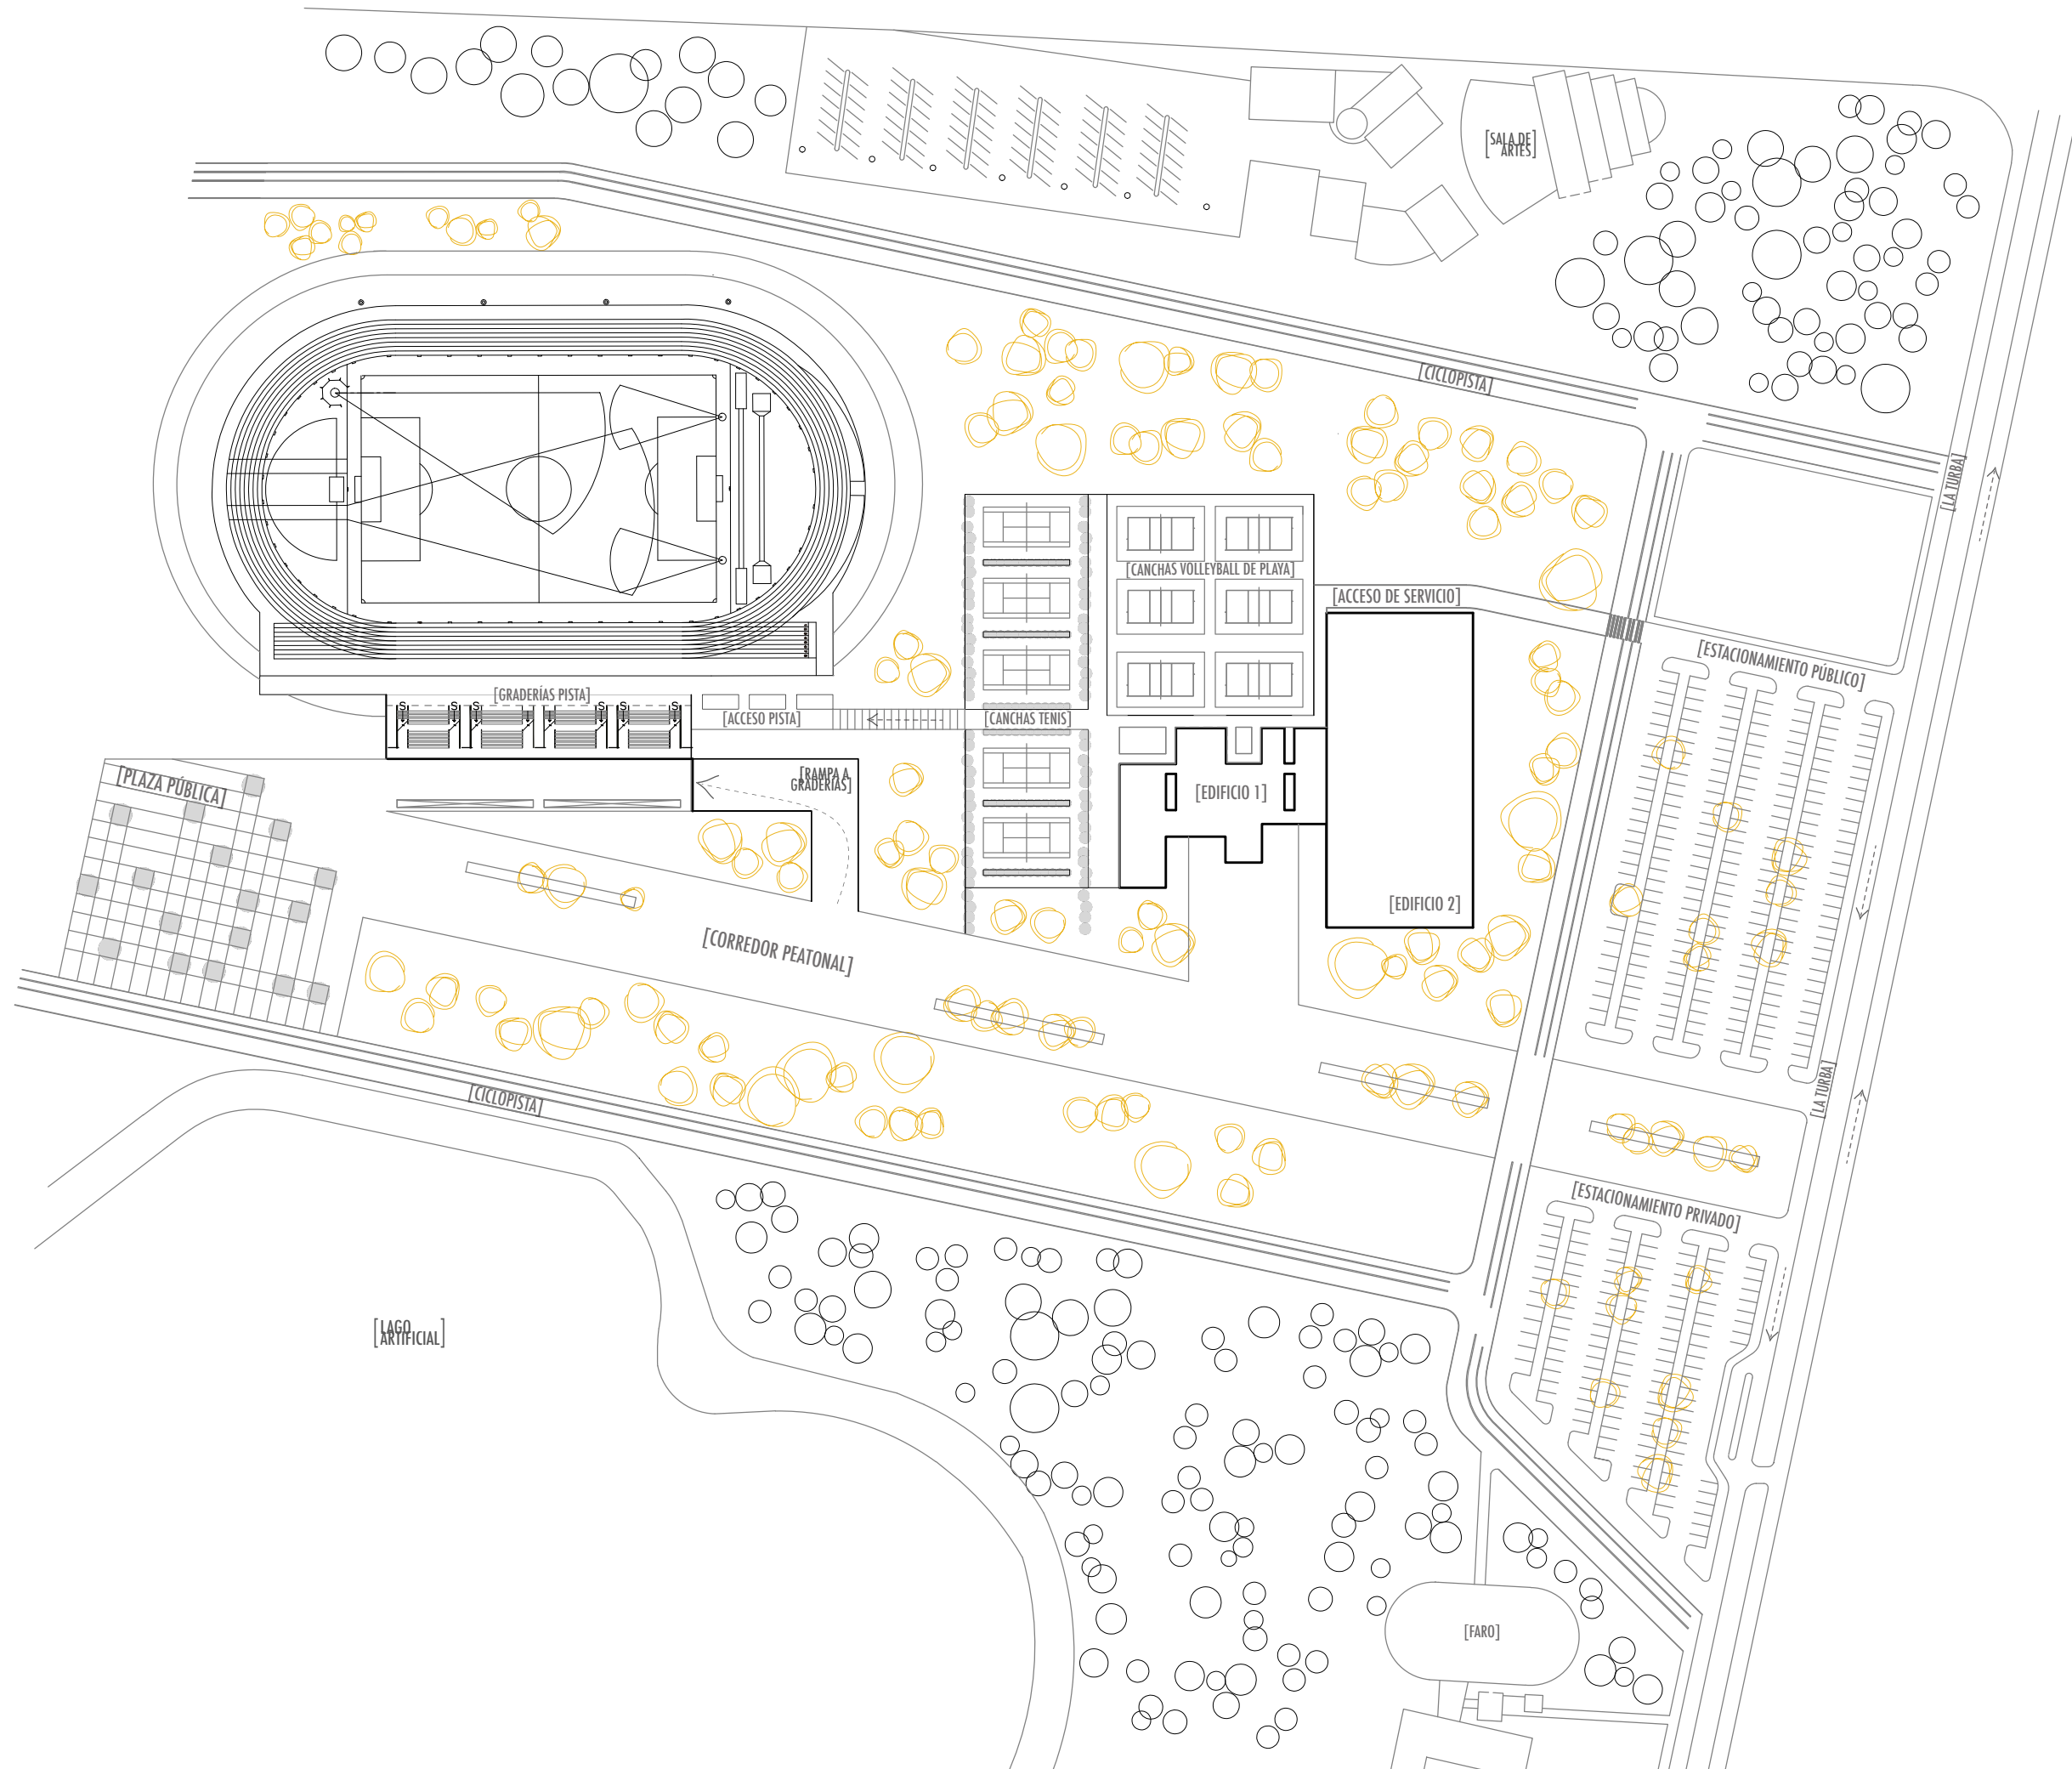 [SALA DE
ARTES]
[CICLOPISTA]
[LA TURBA]
[CANCHAS VOLLEYBALL DE PLAYA]
[ACCESO DE SERVICIO]
[ESTACIONAMIENTO PÚBLICO]
[GRADERÍAS PISTA]
S S S S S S
[ACCESO PISTA]
[CANCHAS TENIS]
[PLAZA PÚBLICA]
[RAMPA A
GRADERÍAS]
[EDIFICIO 1]
[EDIFICIO 2]
[CORREDOR PEATONAL]
[LA TURBA]
[CICLOPISTA]
[ESTACIONAMIENTO PRIVADO]
[LAGO
ARTIFICIAL]
[FARO]